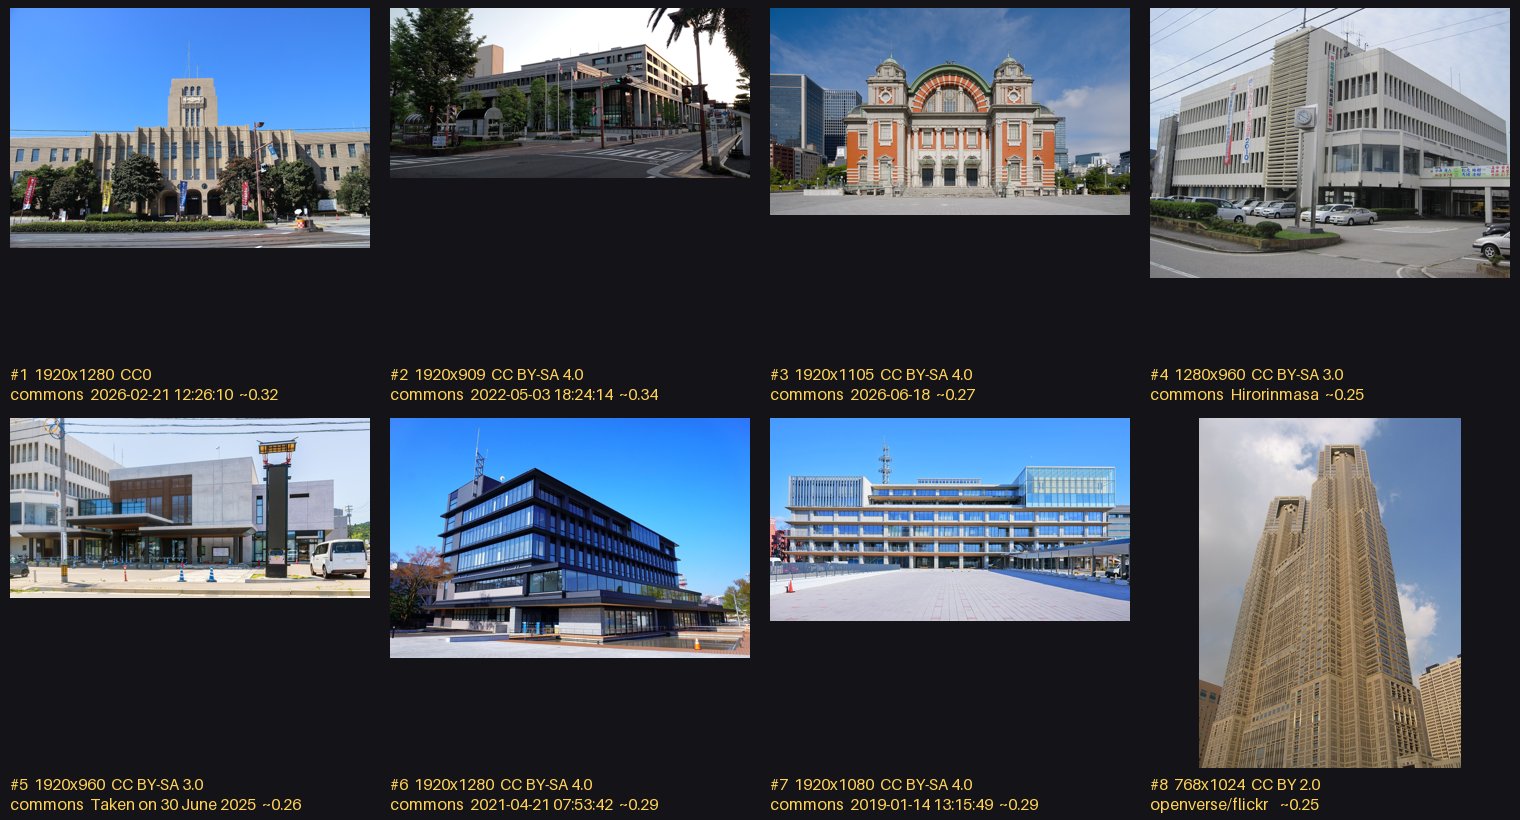 #1 1920x1280 CC0
commons 2026-02-21 12:26:10 ~0.32
#2 1920x909 CC BY-SA 4.0
commons 2022-05-03 18:24:14 ~0.34
#3 1920x1105 CC BY-SA 4.0
commons 2026-06-18 ~0.27
#4 1280x960 CC BY-SA 3.0
commons Hirorinmasa ~0.25
#5 1920x960 CC BY-SA 3.0
commons Taken on 30 June 2025 ~0.26
#6 1920x1280 CC BY-SA 4.0
commons 2021-04-21 07:53:42 ~0.29
#7 1920x1080 CC BY-SA 4.0
commons 2019-01-14 13:15:49 ~0.29
#8 768x1024 CC BY 2.0
openverse/flickr ~0.25